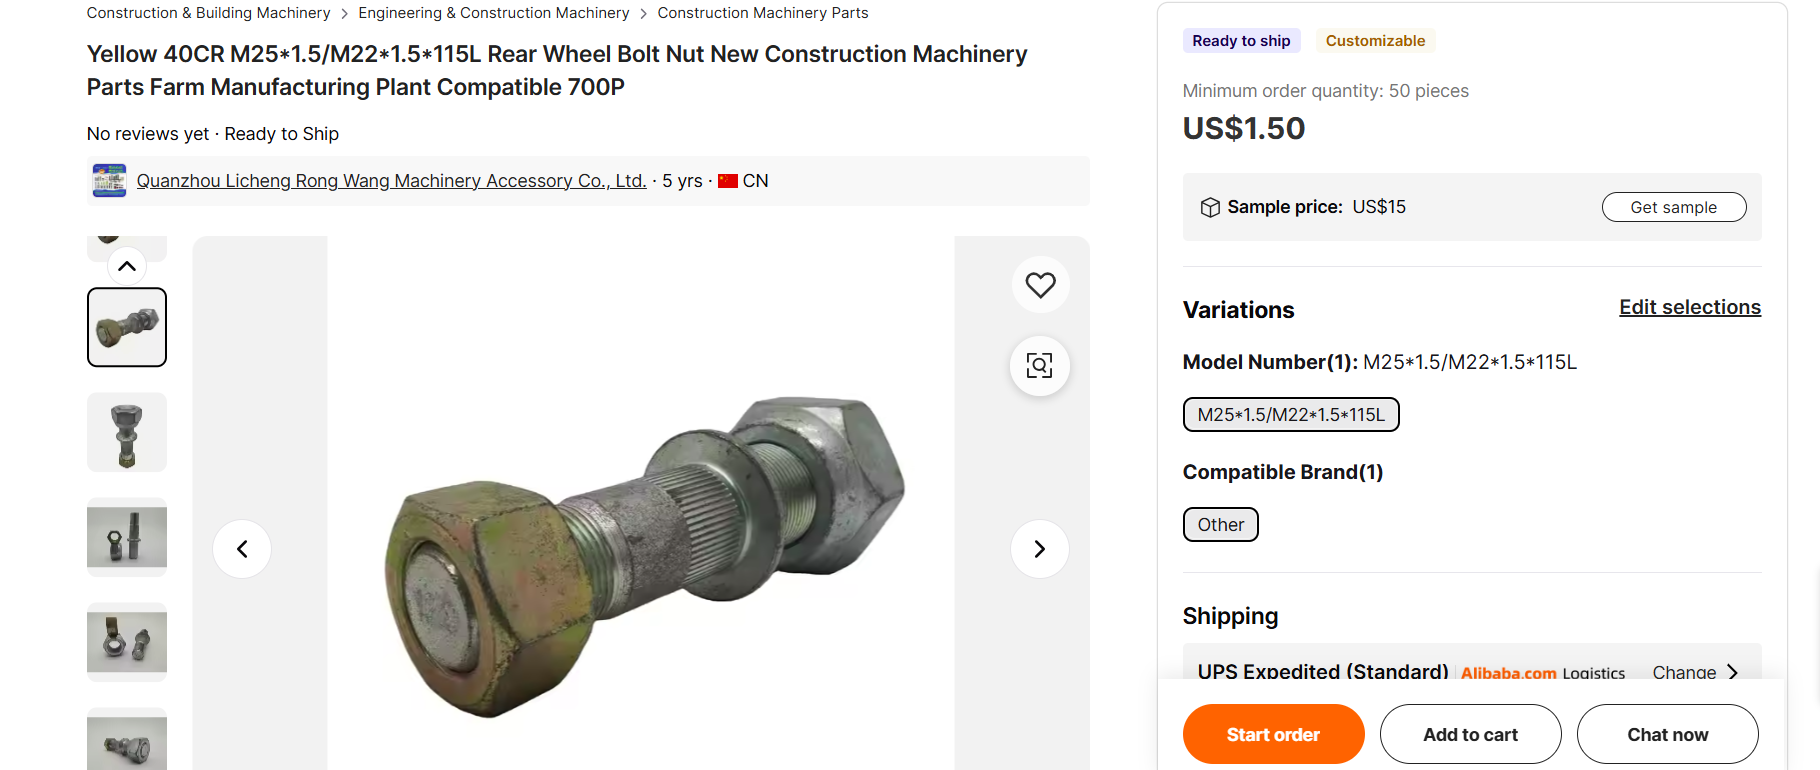 Construction & Building Machinery > Engineering & Construction Machinery > Construction Machinery Parts
Yellow 40CR M25*1.5/M22*1.5*115L Rear Wheel Bolt Nut New Construction Machinery
Parts Farm Manufacturing Plant Compatible 700P
No reviews yet · Ready to Ship
Quanzhou Licheng Rong Wang Machinery Accessory Co., Ltd. · 5 yrs · CN
Ready to ship
Customizable
Minimum order quantity: 50 pieces
US$1.50
Sample price: US$15
Get sample
Variations
Edit selections
Model Number(1): M25*1.5/M22*1.5*115L
M25*1.5/M22*1.5*115L
Compatible Brand(1)
Other
Shipping
UPS Expedited (Standard) Alibaba.com Logistics
Change
Start order
Add to cart
Chat now